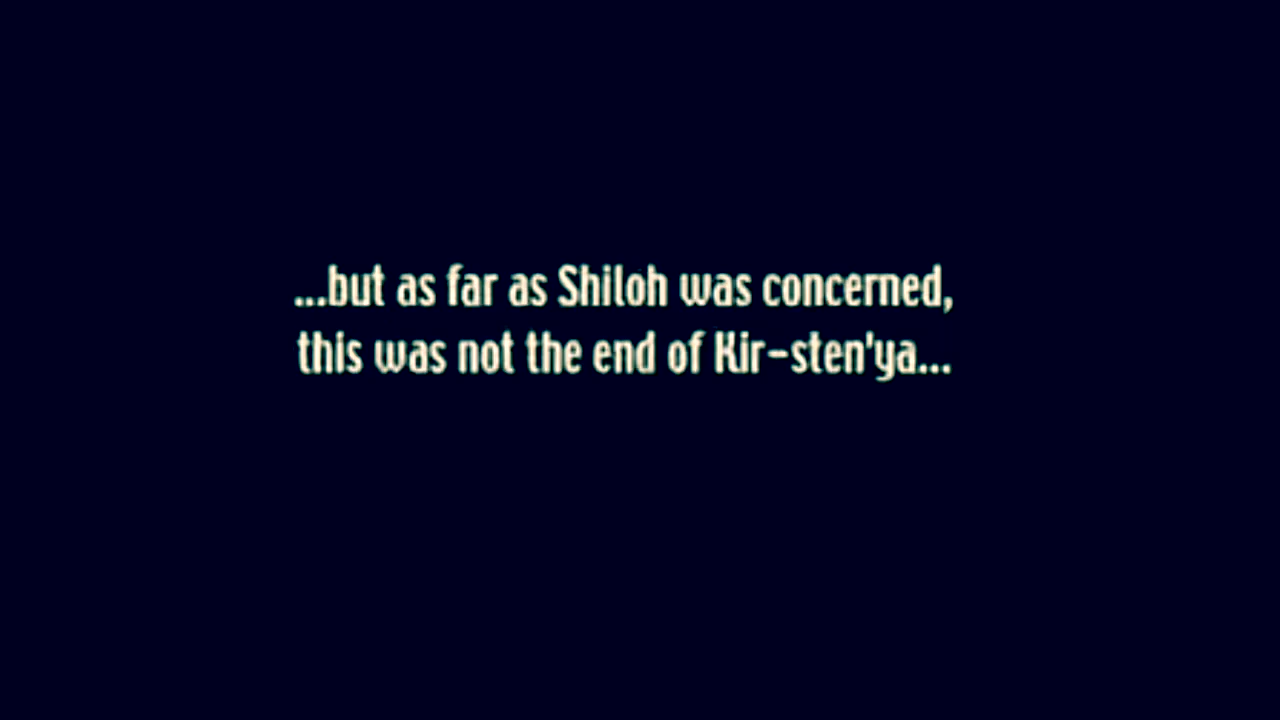 ...but as far as Shiloh was concerned,
this was not the end of Kir-sten'ya...